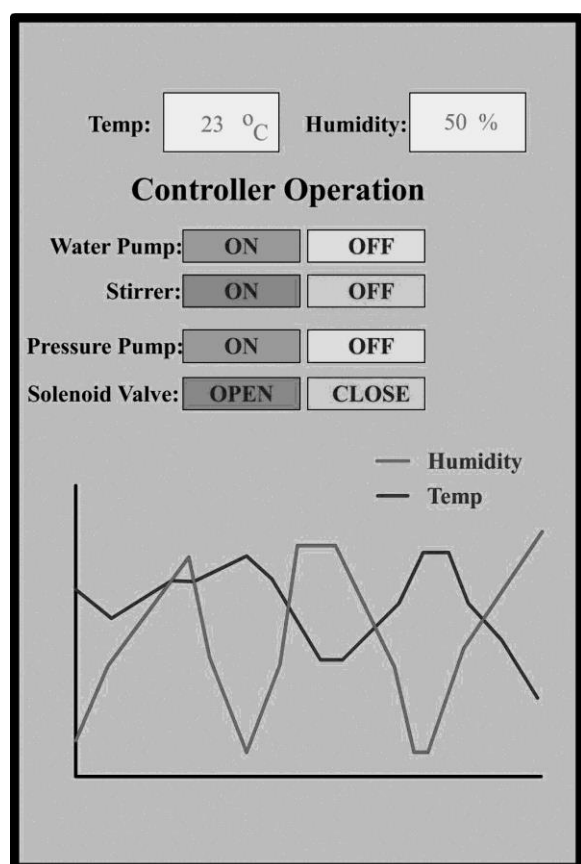 Temp: 23 °C Humidity: 50 %
Controller Operation
Water Pump: ON OFF
Stirrer: ON OFF
Pressure Pump: ON OFF
Solenoid Valve: OPEN CLOSE
Humidity
Temp